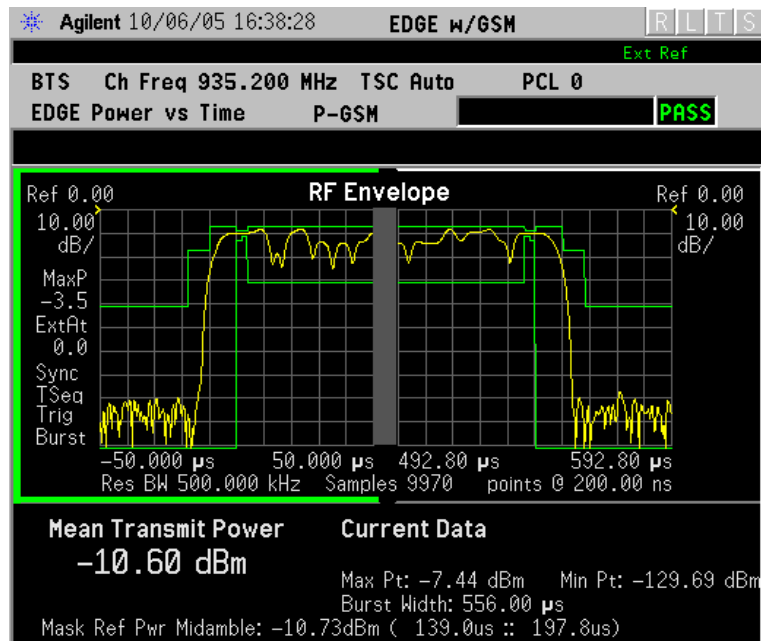 Agilent 10/06/05 16:38:28 EDGE w/GSM R L T S
Ext Ref
BTS Ch Freq 935.200 MHz TSC Auto PCL 0
EDGE Power vs Time P-GSM PASS
Ref 0.00 RF Envelope Ref 0.00
10.00 10.00
dB/ dB/
MaxP
-3.5
ExtAt
0.0
Sync
TSeq
Trig
Burst
-50.000 µs 50.000 µs 492.80 µs 592.80 µs
Res BW 500.000 kHz Samples 9970 points @ 200.00 ns
Mean Transmit Power Current Data
-10.60 dBm
Max Pt: -7.44 dBm Min Pt: -129.69 dBm
Burst Width: 556.00 µs
Mask Ref Pwr Midamble: -10.73dBm ( 139.0us :: 197.8us)